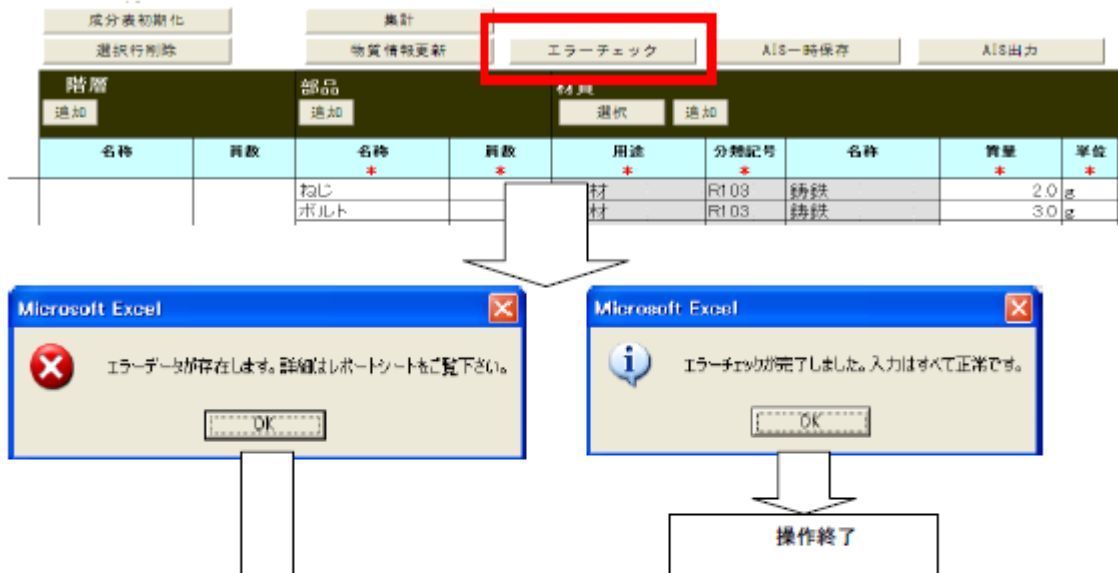 成分表初期化 集計
選択行削除 物質情報更新 エラーチェック AIS一時保存 AIS出力
階層 部品 材質
追加 追加 選択 追加
名称 員数 名称 員数 用途 分類記号 名称 質量 単位
* * * * * *
ねじ 材 R103 鋳鉄 2.0 g
ボルト 材 R103 鋳鉄 3.0 g
Microsoft Excel
エラーデータが存在します。詳細はレポートシートをご覧下さい。
OK
Microsoft Excel
エラーチェックが完了しました。入力はすべて正常です。
OK
操作終了